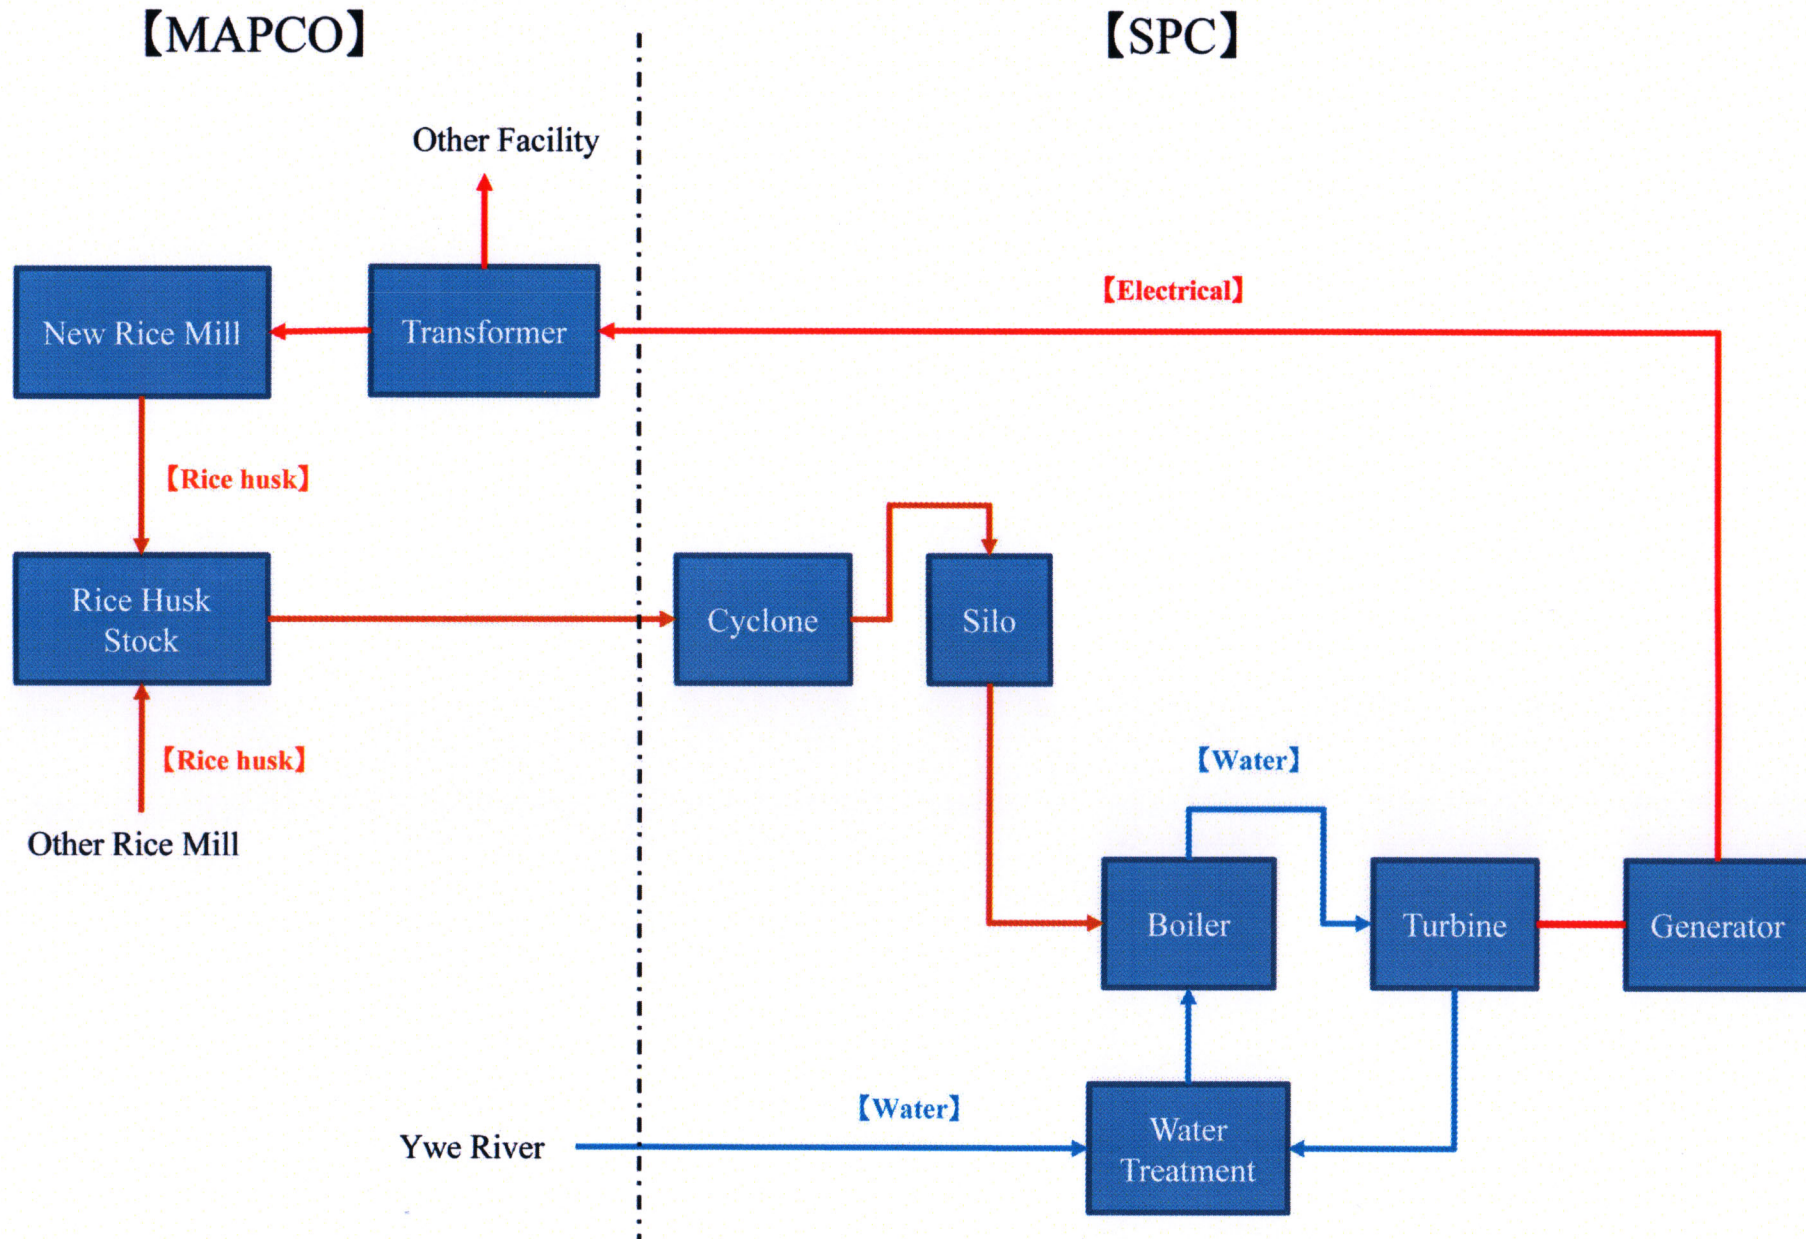 【MAPCO】
【SPC】
Other Facility
【Electrical】
New Rice Mill
Transformer
【Rice husk】
Rice Husk
Stock
Cyclone
Silo
【Rice husk】
【Water】
Other Rice Mill
Boiler
Turbine
Generator
【Water】
Ywe River
Water
Treatment